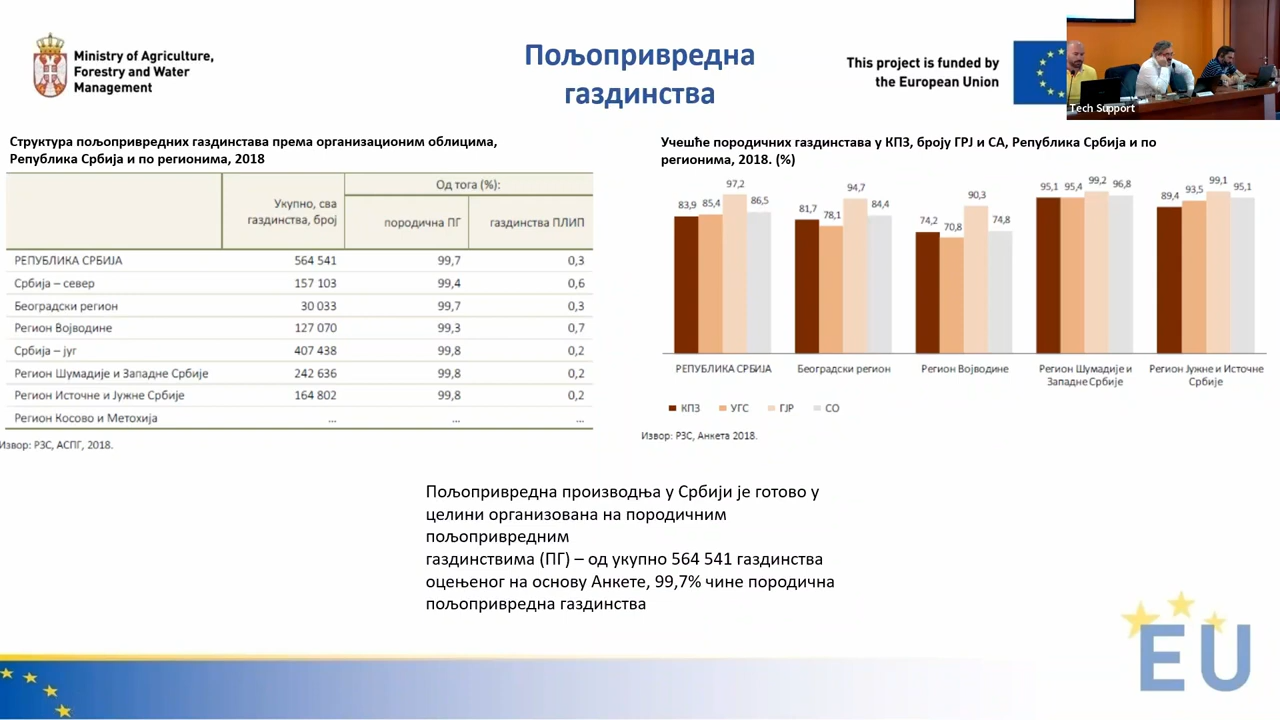 Ministry of Agriculture,
Forestry and Water
Management
Пољопривредна
газдинства
This project is funded by
the European Union
Tech Support
Структура пољопривредних газдинстава према организационим облицима,
Република Србија и по регионима, 2018
Укупно, сва
газдинства, број
Од тога (%):
породична ПГ
газдинства ПЛИП
РЕПУБЛИКА СРБИЈА 564 541 99,7 0,3
Србија – север 157 103 99,4 0,6
Београдски регион 30 033 99,7 0,3
Регион Војводине 127 070 99,3 0,7
Србија – југ 407 438 99,8 0,2
Регион Шумадије и Западне Србије 242 636 99,8 0,2
Регион Источне и Јужне Србије 164 802 99,8 0,2
Регион Косово и Метохија ... ... ...
Извор: РЗС, АСПГ, 2018.
Учешће породичних газдинстава у КПЗ, броју ГРЈ и СА, Република Србија и по
регионима, 2018. (%)
83,9 85,4 97,2 86,5
81,7 78,1 94,7 84,4
74,2 70,8 90,3 74,8
95,1 95,4 99,2 96,8
89,4 93,5 99,1 95,1
РЕПУБЛИКА СРБИЈА
Београдски регион
Регион Војводине
Регион Шумадије и
Западне Србије
Регион Јужне и Источне
Србије
КПЗ УГС ГЈР СО
Извор: РЗС, Анкета 2018.
Пољопривредна производња у Србији је готово у
целини организована на породичним
пољопривредним
газдинствима (ПГ) – од укупно 564 541 газдинства
оцењеног на основу Анкете, 99,7% чине породична
пољопривредна газдинства
EU